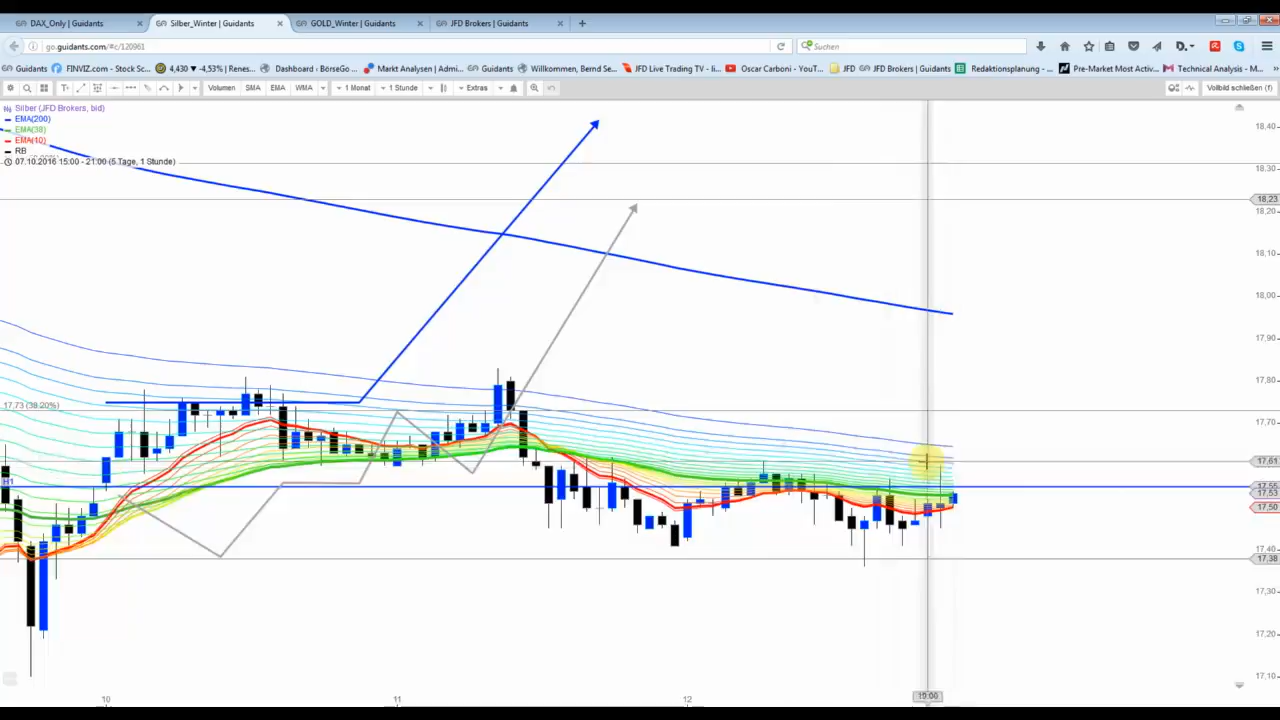 DAX_Only | Guidants
Silber_Winter | Guidants
GOLD_Winter | Guidants
JFD Brokers | Guidants
go.guidants.com/#c/120961
Suchen
Guidants
FINVIZ.com - Stock Sc...
4,430 ▼ -4,53% | Renes...
Dashboard ‹ BörseGo ...
Markt Analysen | Admi...
Guidants
Willkommen, Bernd Se...
JFD Live Trading TV - li...
Oscar Carboni - YouT...
JFD
JFD Brokers | Guidants
Redaktionsplanung - ...
Pre-Market Most Activ...
Technical Analysis - M...
Volumen
SMA
EMA
WMA
1 Monat
1 Stunde
Extras
Vollbild schließen (f)
Silber (JFD Brokers, bid)
EMA(200)
EMA(38)
EMA(10)
RB
07.10.2016 15:00 - 21:00 (5 Tage, 1 Stunde)
18,40
18,30
18,23
18,20
18,10
18,00
17,90
17,80
17,73 (38.20%)
17,70
17,61
H1
17,55
17,53
17,50
17,40
17,38
17,30
17,20
17,10
10
11
12
19:00